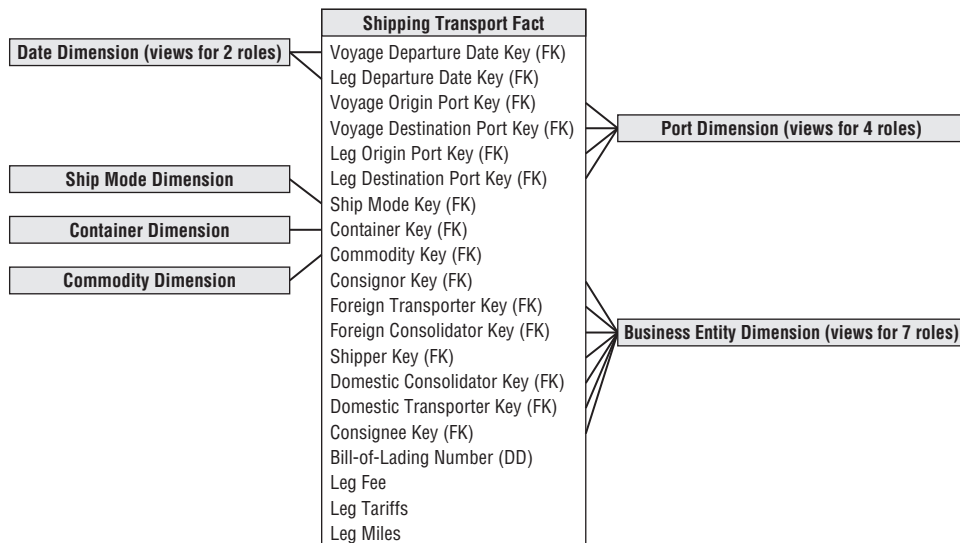 Shipping Transport Fact
Date Dimension (views for 2 roles)
Voyage Departure Date Key (FK)
Leg Departure Date Key (FK)
Voyage Origin Port Key (FK)
Voyage Destination Port Key (FK)
Port Dimension (views for 4 roles)
Leg Origin Port Key (FK)
Leg Destination Port Key (FK)
Ship Mode Dimension
Ship Mode Key (FK)
Container Dimension
Container Key (FK)
Commodity Key (FK)
Commodity Dimension
Consignor Key (FK)
Foreign Transporter Key (FK)
Foreign Consolidator Key (FK)
Business Entity Dimension (views for 7 roles)
Shipper Key (FK)
Domestic Consolidator Key (FK)
Domestic Transporter Key (FK)
Consignee Key (FK)
Bill-of-Lading Number (DD)
Leg Fee
Leg Tariffs
Leg Miles